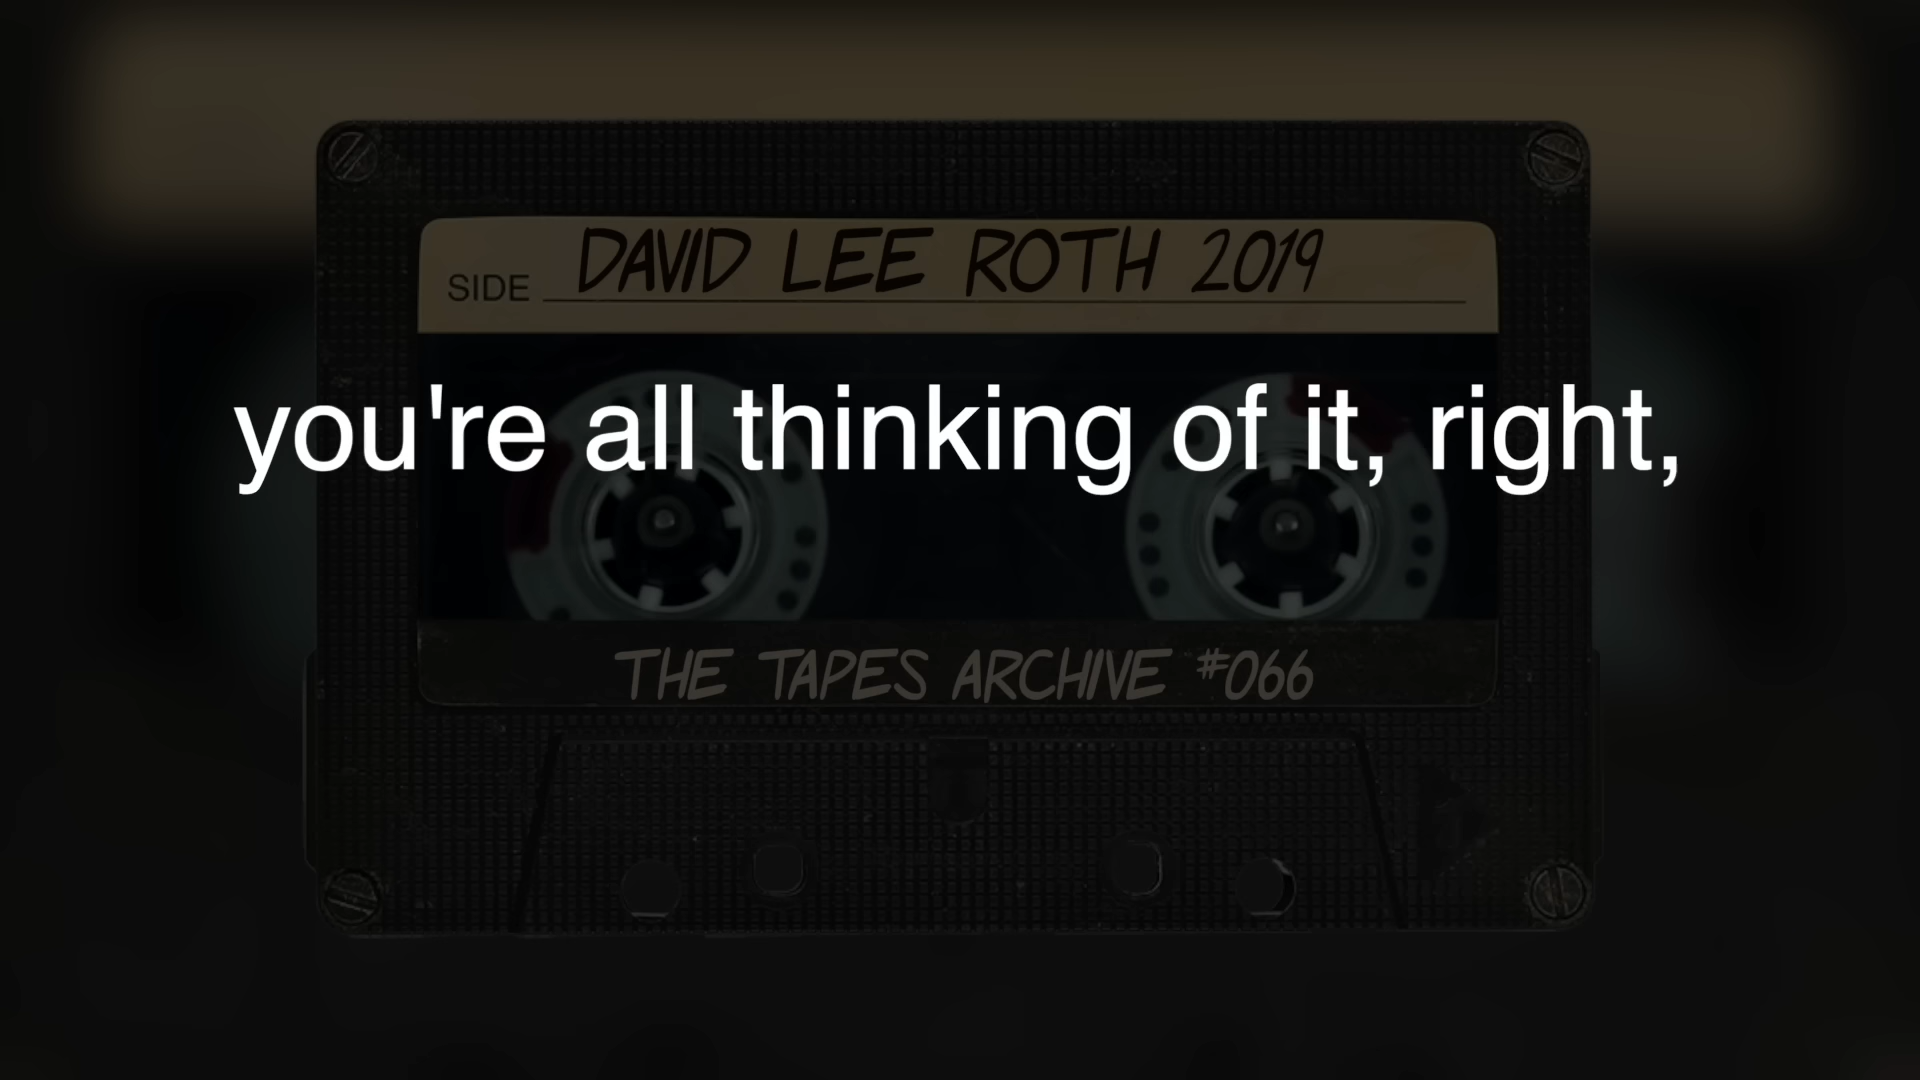 DAVID LEE ROTH 2019
SIDE
you're all thinking of it, right,
THE TAPES ARCHIVE #066